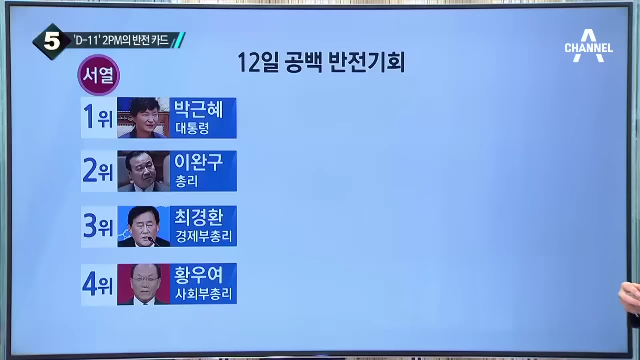 5
'D-11' 2PM의 반전 카드
CHANNEL A
12일 공백 반전기회
서열
1위
박근혜
대통령
2위
이완구
총리
3위
최경환
경제부총리
4위
황우여
사회부총리